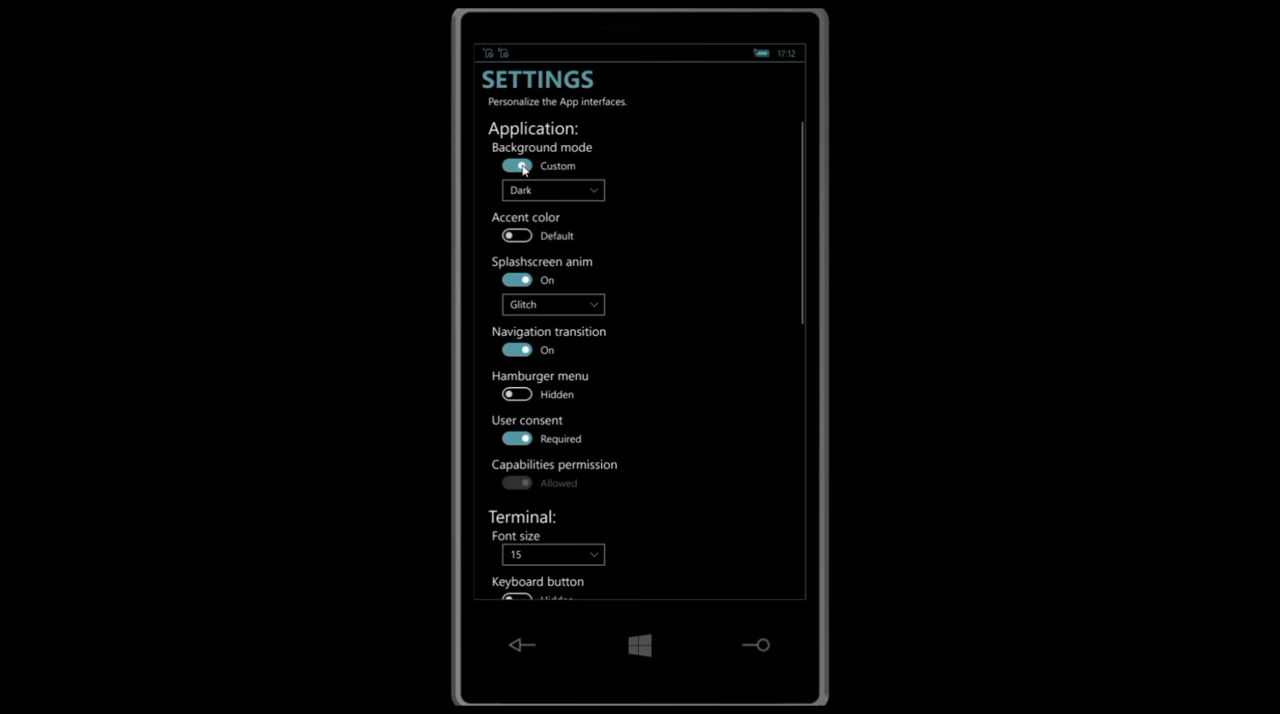 17:12
SETTINGS
Personalize the App interfaces.
Application:
Background mode
Custom
Dark
Accent color
Default
Splashscreen anim
On
Glitch
Navigation transition
On
Hamburger menu
Hidden
User consent
Required
Capabilities permission
Allowed
Terminal:
Font size
15
Keyboard button
Hidden